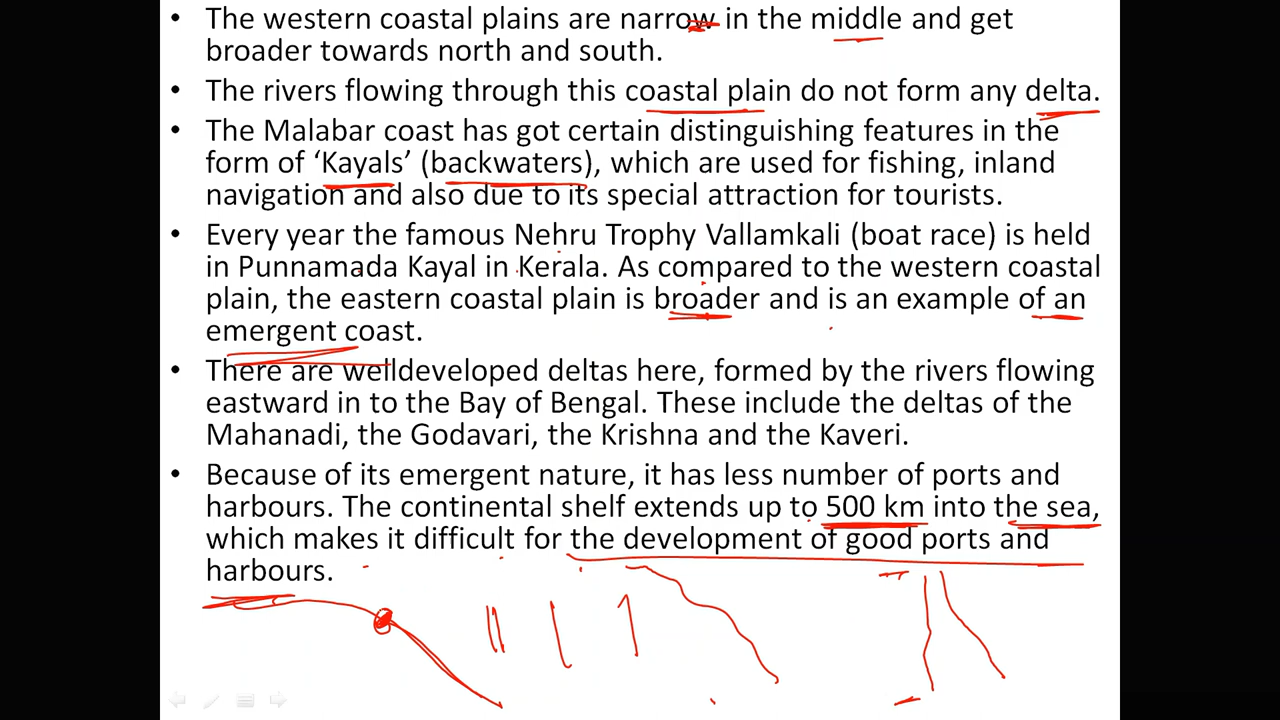 • The western coastal plains are narrow in the middle and get
broader towards north and south.
• The rivers flowing through this coastal plain do not form any delta.
• The Malabar coast has got certain distinguishing features in the
form of ‘Kayals’ (backwaters), which are used for fishing, inland
navigation and also due to its special attraction for tourists.
• Every year the famous Nehru Trophy Vallamkali (boat race) is held
in Punnamada Kayal in Kerala. As compared to the western coastal
plain, the eastern coastal plain is broader and is an example of an
emergent coast.
• There are welldeveloped deltas here, formed by the rivers flowing
eastward in to the Bay of Bengal. These include the deltas of the
Mahanadi, the Godavari, the Krishna and the Kaveri.
• Because of its emergent nature, it has less number of ports and
harbours. The continental shelf extends up to 500 km into the sea,
which makes it difficult for the development of good ports and
harbours.